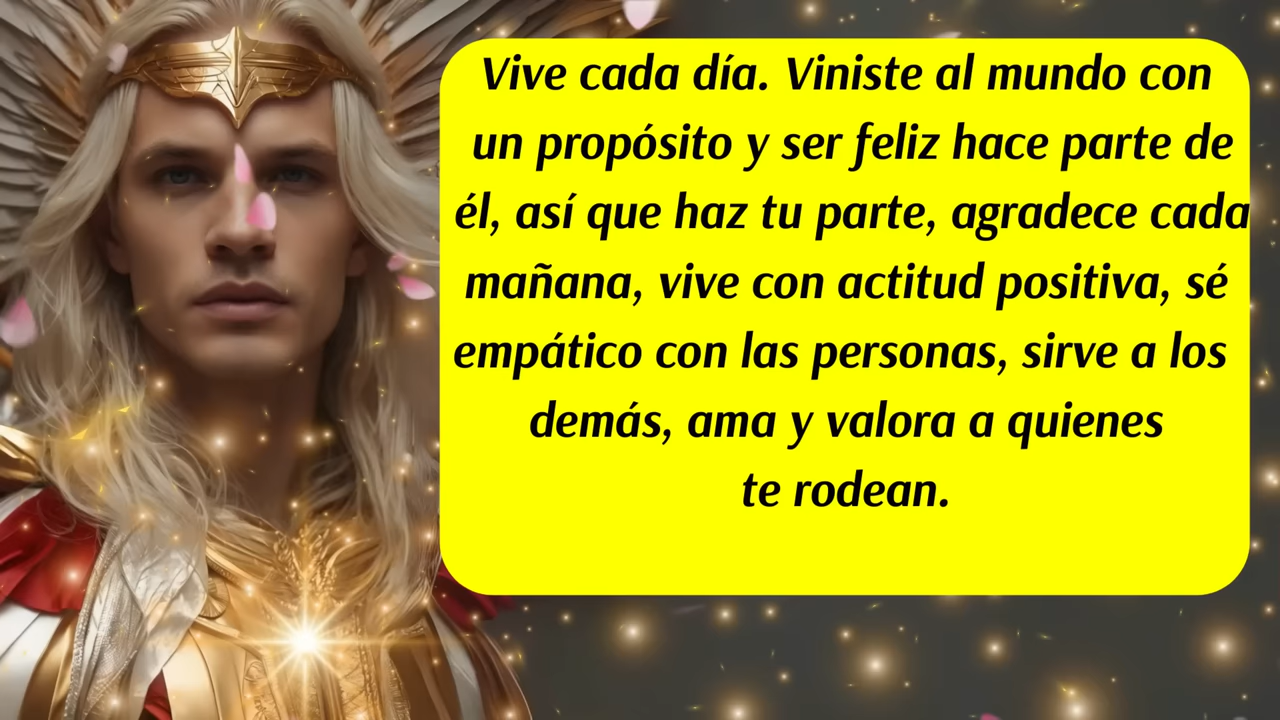 Vive cada día. Viniste al mundo con
un propósito y ser feliz hace parte de
él, así que haz tu parte, agradece cada
mañana, vive con actitud positiva, sé
empático con las personas, sirve a los
demás, ama y valora a quienes
te rodean.